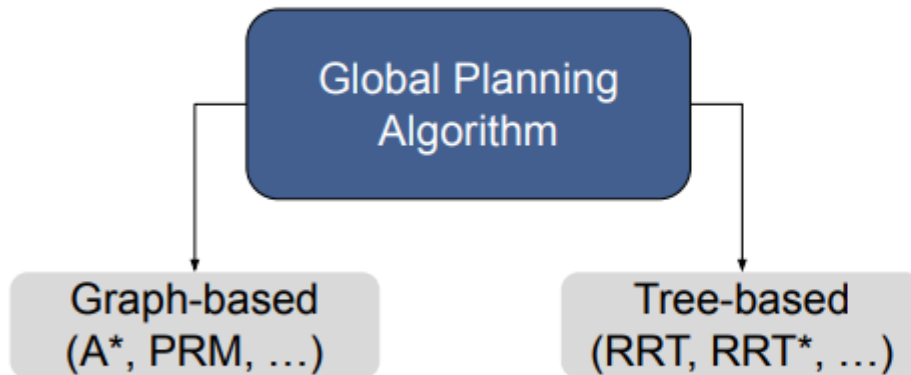 Global Planning
Algorithm
Graph-based
(A*, PRM, …)
Tree-based
(RRT, RRT*, …)